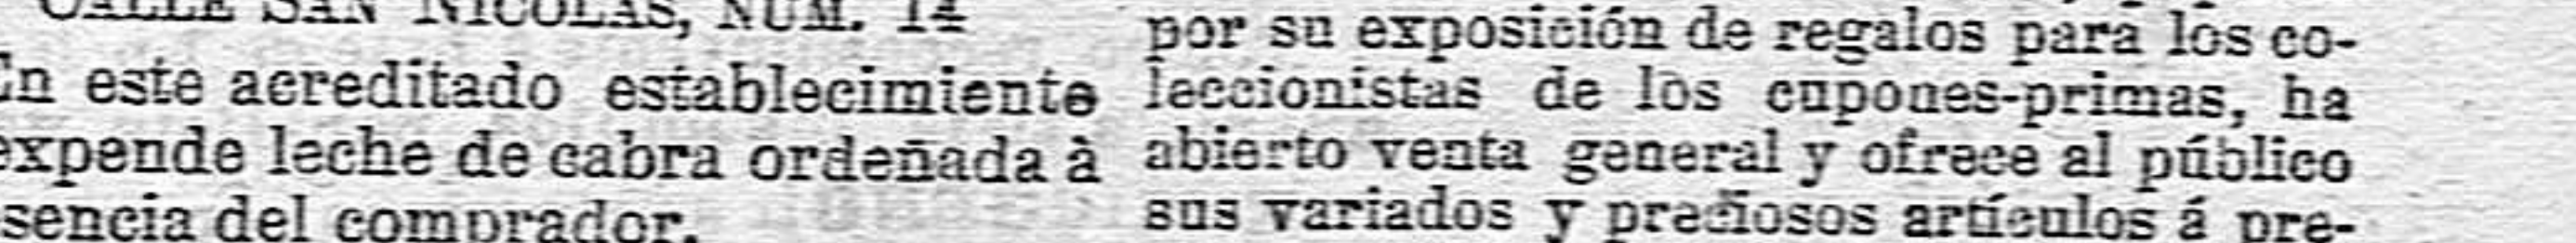 CALLE SAN NICOLÁS, NÚM. 14
En este acreditado establecimiento
expende leche de cabra ordeñada à
sencia del comprador.
por su exposición de regalos para los co-
leccionistas de los cupones-primas, ha
abierto venta general y ofrece al público
sus variados y preciosos artículos á pre-